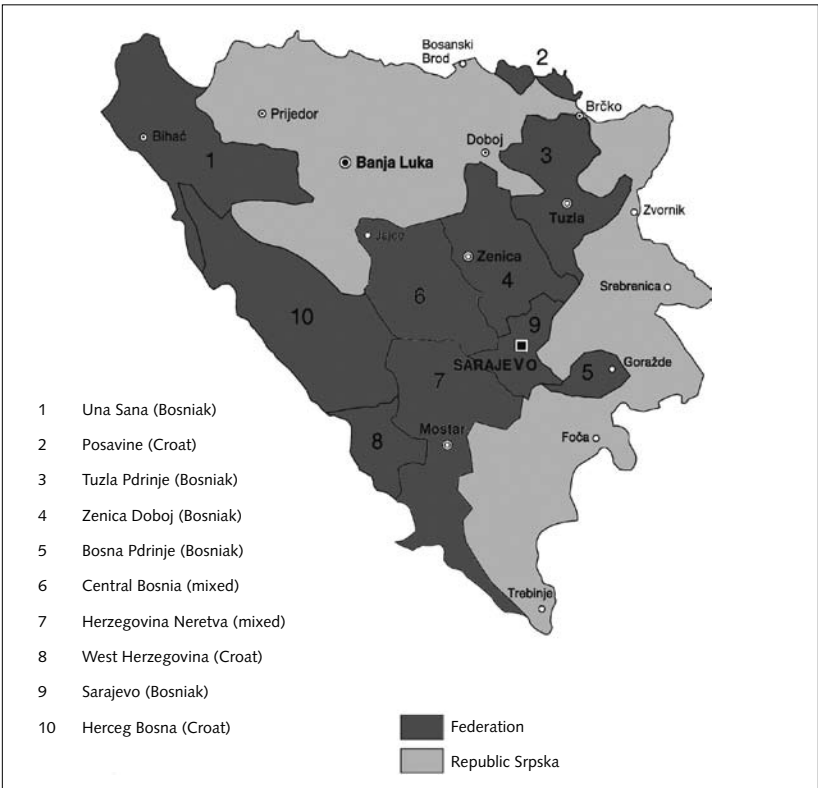 Bosanski
Brod
2
Prijedor
Brčko
Bihać
Doboj
3
1
Banja Luka
Tuzla
Zvornik
Jajce
Zenica
4
Srebrenica
6
10
9
SARAJEVO
Goražde
5
7
Mostar
Foča
8
Trebinje
1 Una Sana (Bosniak)
2 Posavine (Croat)
3 Tuzla Pdrinje (Bosniak)
4 Zenica Doboj (Bosniak)
5 Bosna Pdrinje (Bosniak)
6 Central Bosnia (mixed)
7 Herzegovina Neretva (mixed)
8 West Herzegovina (Croat)
9 Sarajevo (Bosniak)
10 Herceg Bosna (Croat)
Federation
Republic Srpska